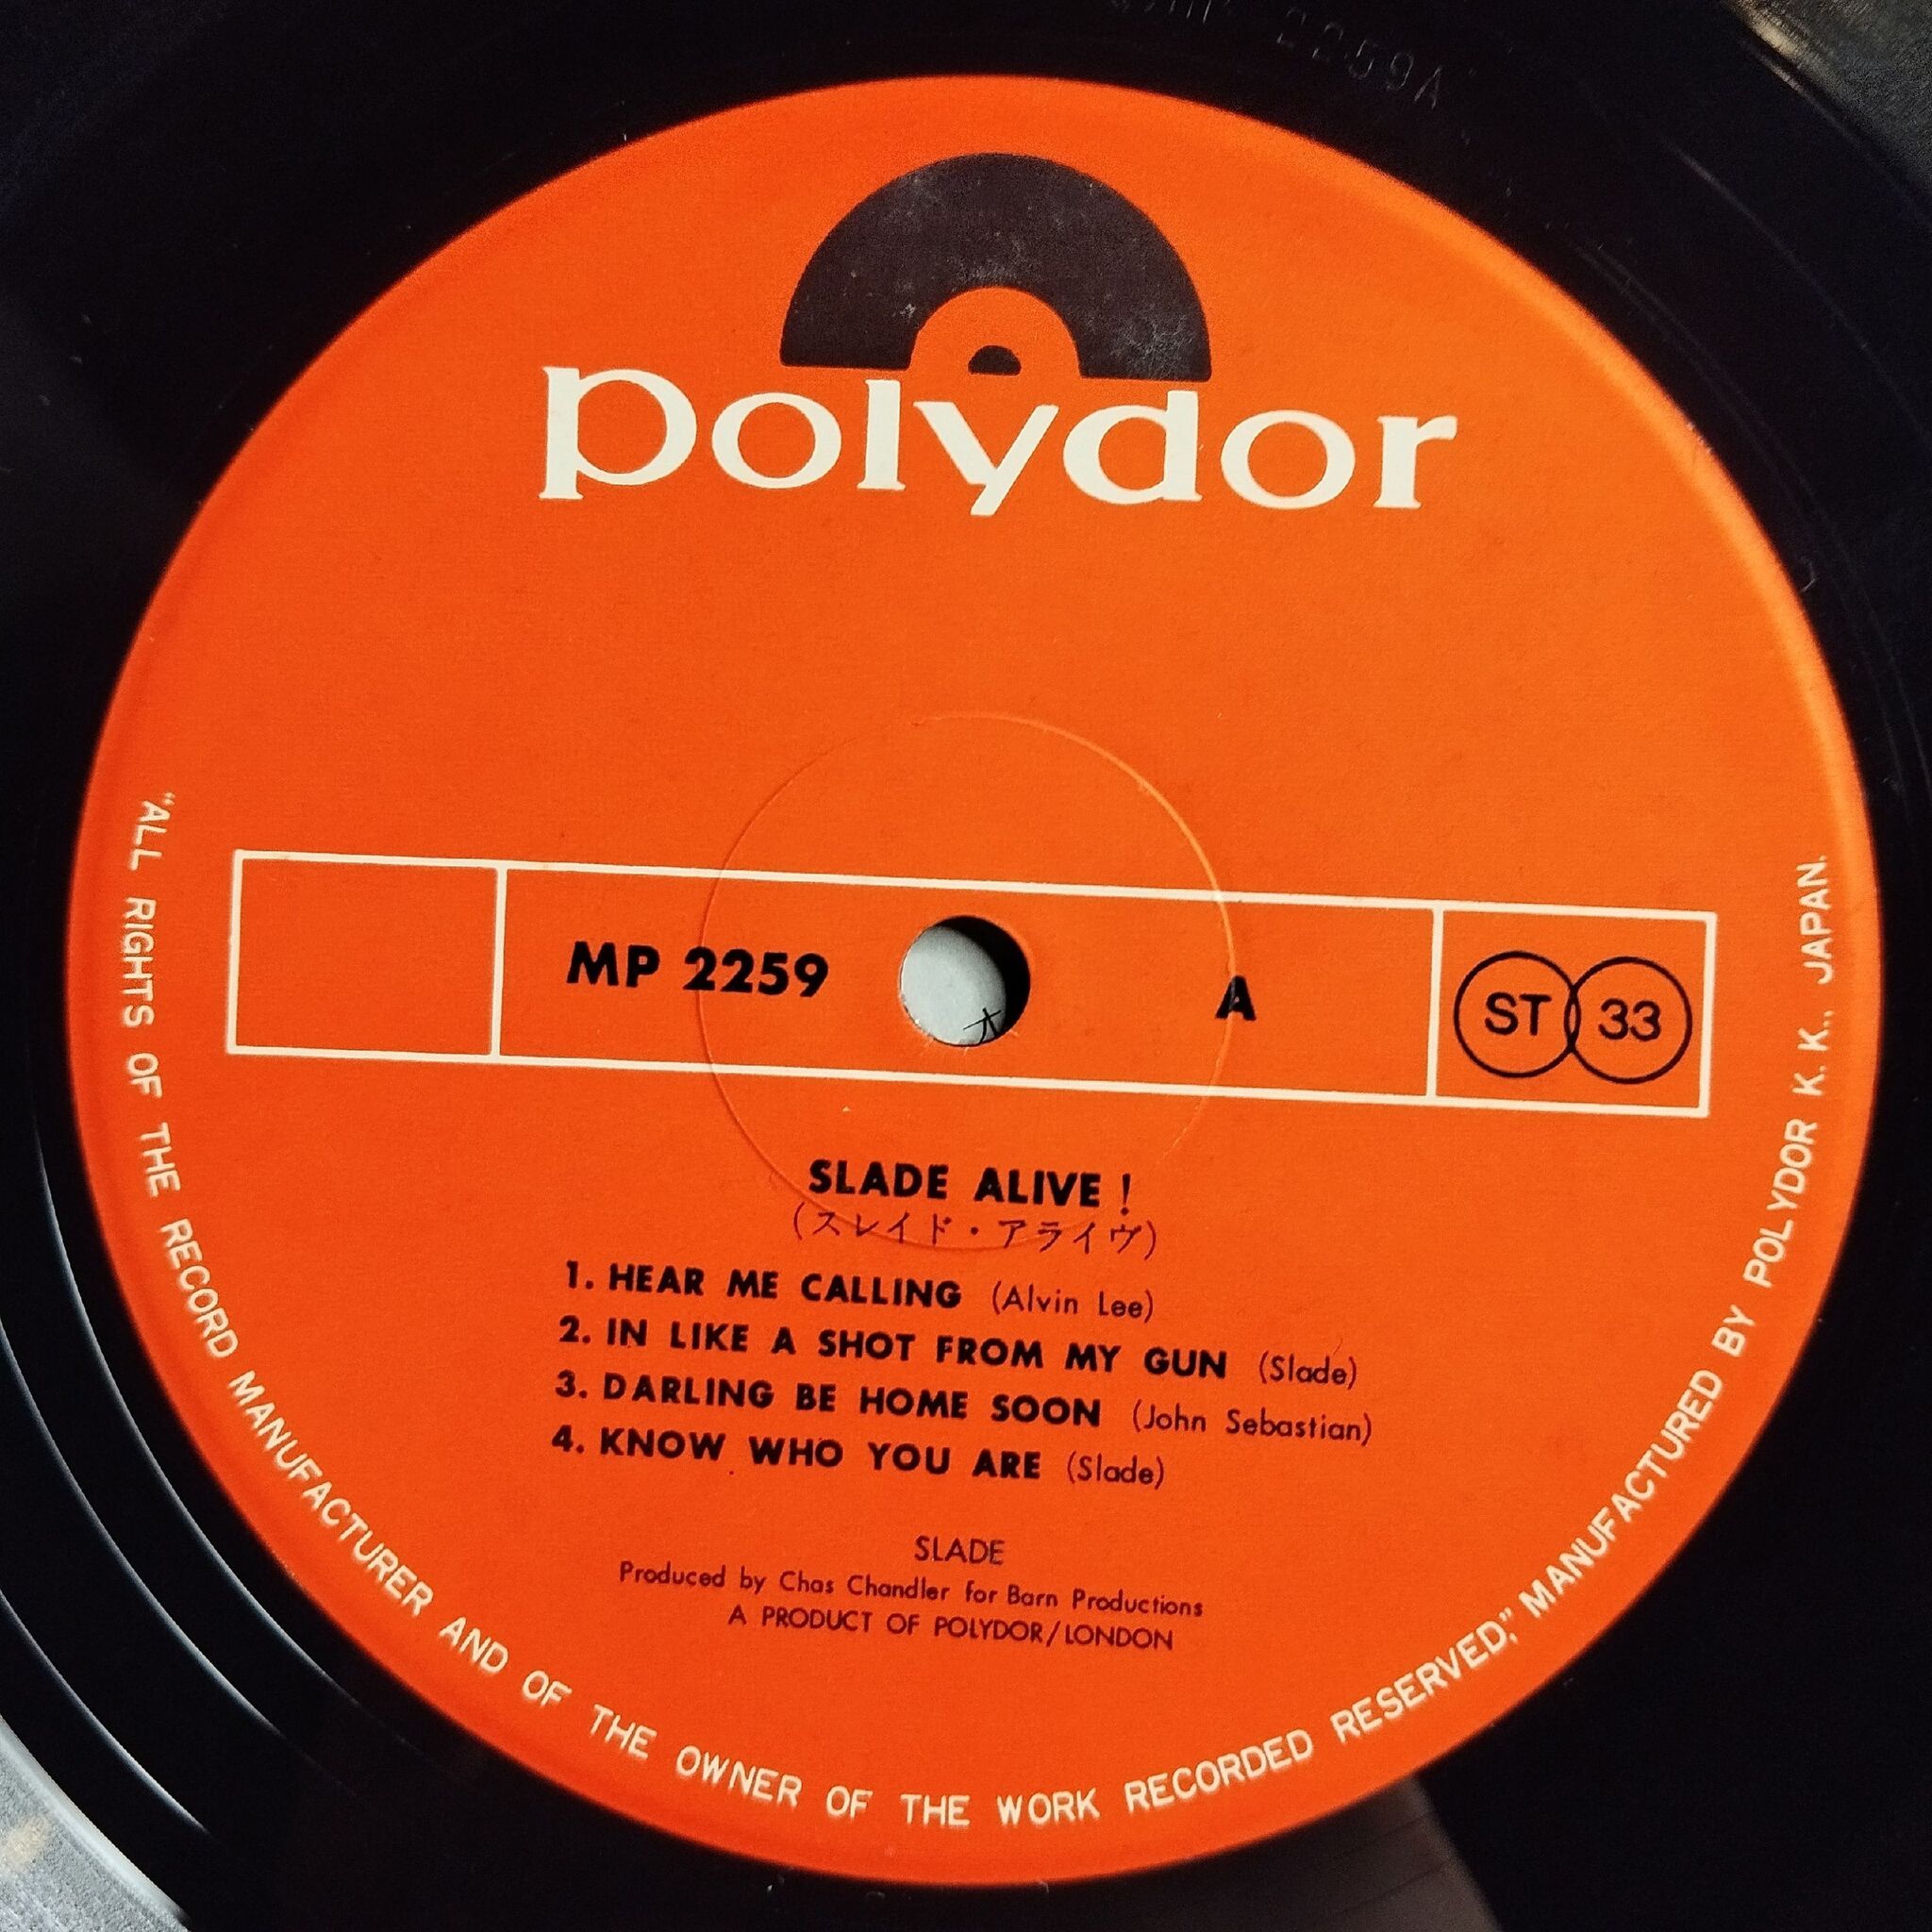 2259A
polydor
MP 2259
A
ST 33
SLADE ALIVE!
(スレイド・アライヴ)
1. HEAR ME CALLING (Alvin Lee)
2. IN LIKE A SHOT FROM MY GUN (Slade)
3. DARLING BE HOME SOON (John Sebastian)
4. KNOW WHO YOU ARE (Slade)
SLADE
Produced by Chas Chandler for Barn Productions
A PRODUCT OF POLYDOR/LONDON
"ALL RIGHTS OF THE RECORD MANUFACTURER AND OF THE OWNER OF THE WORK RECORDED RESERVED," MANUFACTURED BY POLYDOR K.K., JAPAN.